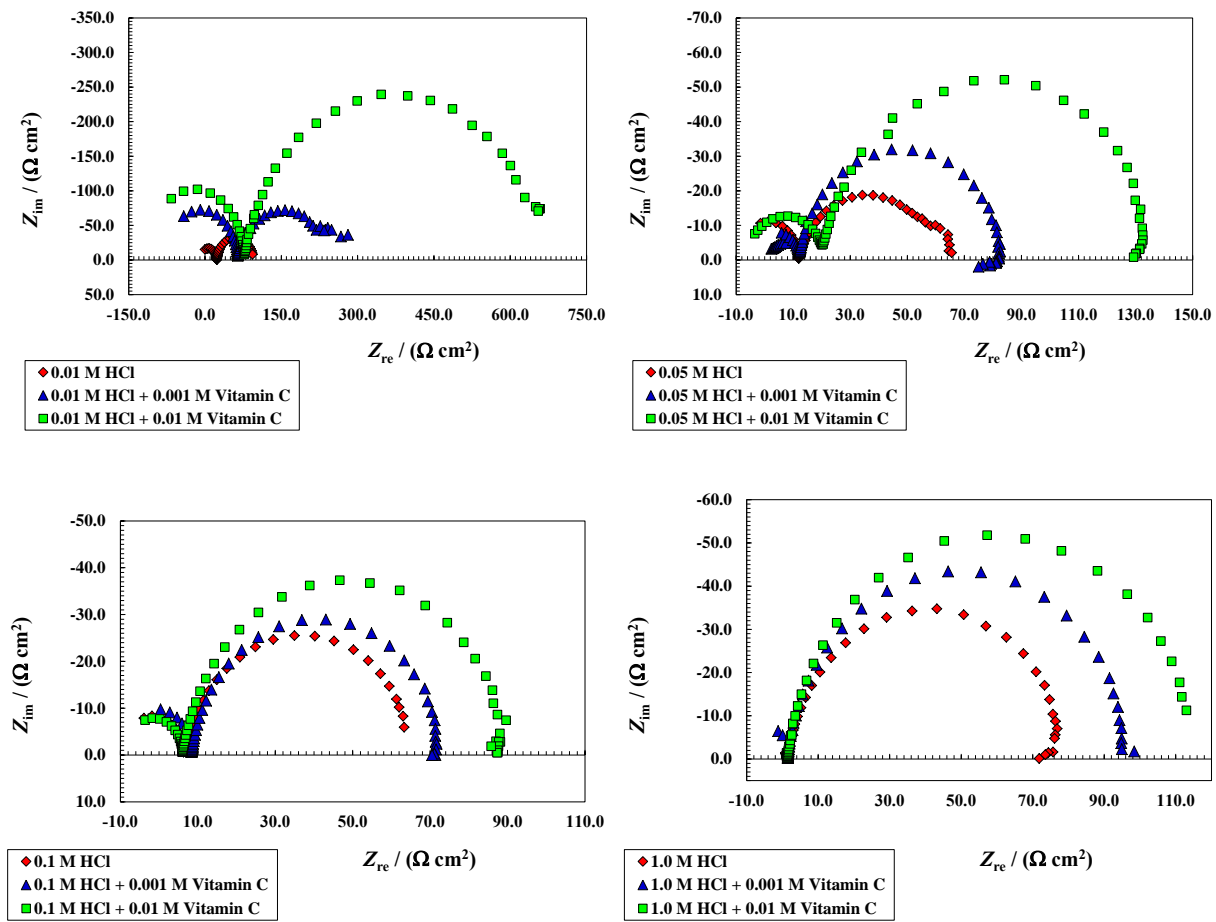 -350.0
-300.0
-250.0
-200.0
-150.0
-100.0
-50.0
0.0
50.0
Zim / (Ω cm²)
-150.0 0.0 150.0 300.0 450.0 600.0 750.0
Zre / (Ω cm²)
0.01 M HCl
0.01 M HCl + 0.001 M Vitamin C
0.01 M HCl + 0.01 M Vitamin C
-70.0
-60.0
-50.0
-40.0
-30.0
-20.0
-10.0
0.0
10.0
Zim / (Ω cm²)
-10.0 10.0 30.0 50.0 70.0 90.0 110.0 130.0 150.0
Zre / (Ω cm²)
0.05 M HCl
0.05 M HCl + 0.001 M Vitamin C
0.05 M HCl + 0.01 M Vitamin C
-50.0
-40.0
-30.0
-20.0
-10.0
0.0
10.0
Zim / (Ω cm²)
-10.0 10.0 30.0 50.0 70.0 90.0 110.0
Zre / (Ω cm²)
0.1 M HCl
0.1 M HCl + 0.001 M Vitamin C
0.1 M HCl + 0.01 M Vitamin C
-60.0
-50.0
-40.0
-30.0
-20.0
-10.0
0.0
Zim / (Ω cm²)
-10.0 10.0 30.0 50.0 70.0 90.0 110.0
Zre / (Ω cm²)
1.0 M HCl
1.0 M HCl + 0.001 M Vitamin C
1.0 M HCl + 0.01 M Vitamin C